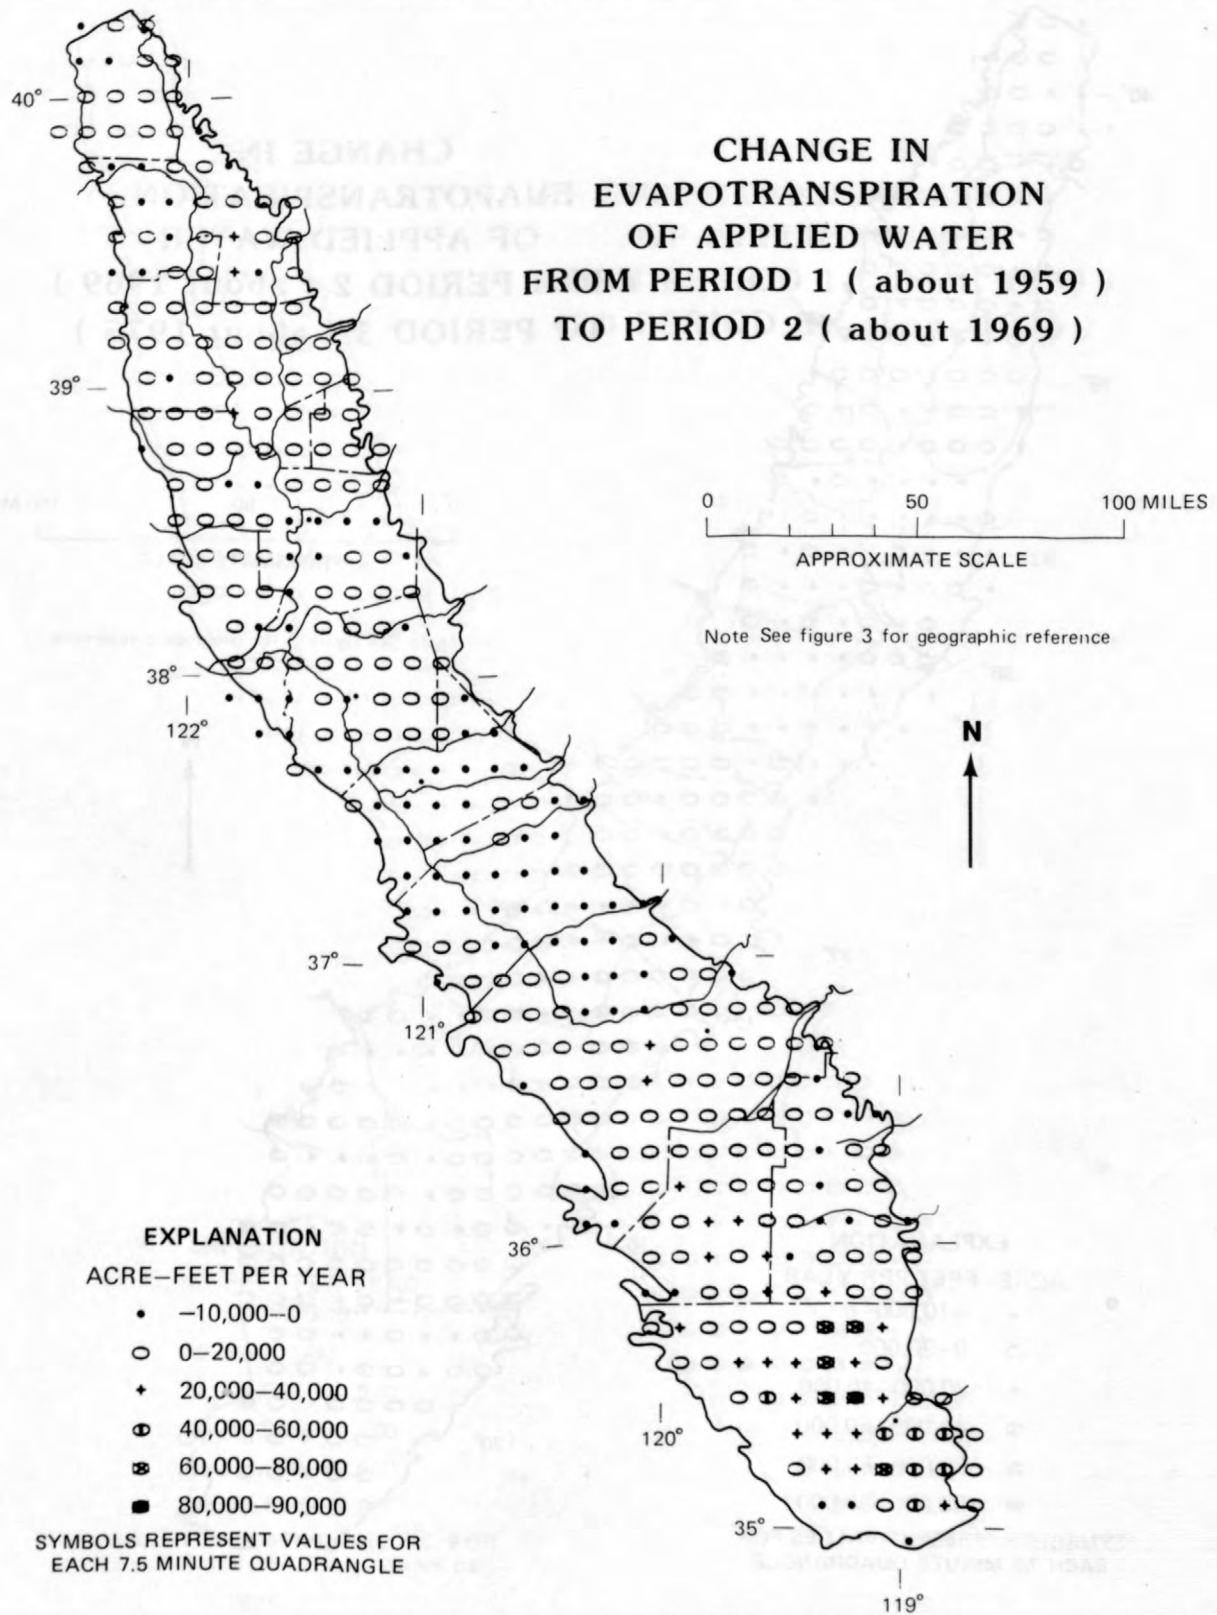 CHANGE IN
EVAPOTRANSPIRATION
OF APPLIED WATER
FROM PERIOD 1 ( about 1959 )
TO PERIOD 2 ( about 1969 )
0 50 100 MILES
APPROXIMATE SCALE
Note See figure 3 for geographic reference
N
40°
39°
38°
122°
37°
121°
36°
120°
35°
119°
EXPLANATION
ACRE–FEET PER YEAR
–10,000–0
0–20,000
20,000–40,000
40,000–60,000
60,000–80,000
80,000–90,000
SYMBOLS REPRESENT VALUES FOR
EACH 7.5 MINUTE QUADRANGLE